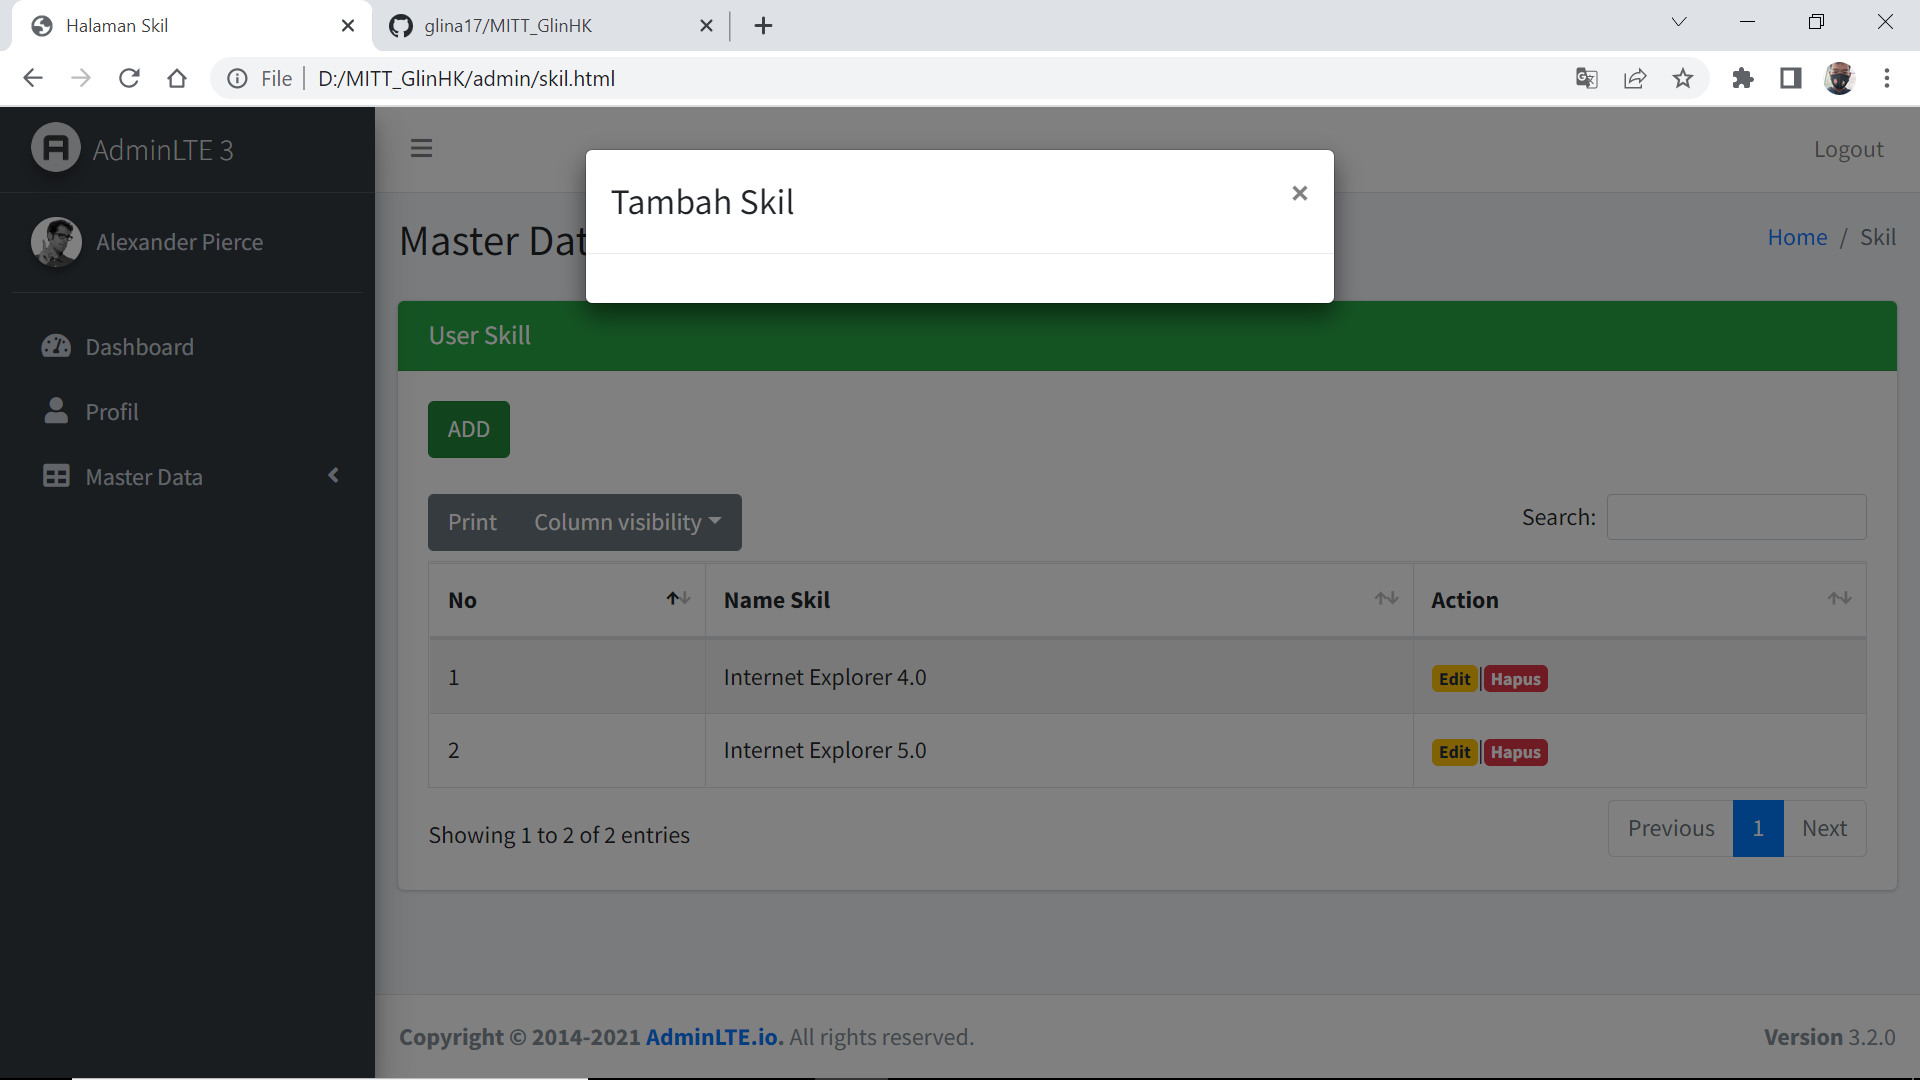 Halaman Skil
glina17/MITT_GlinHK
File
D:/MITT_GlinHK/admin/skil.html
AdminLTE 3
Logout
Tambah Skil
×
Alexander Pierce
Master Dat
Home / Skil
User Skill
Dashboard
Profil
Master Data
ADD
Print
Column visibility
Search:
No
Name Skil
Action
1
Internet Explorer 4.0
Edit|Hapus
2
Internet Explorer 5.0
Edit|Hapus
Showing 1 to 2 of 2 entries
Previous
1
Next
Copyright © 2014-2021 AdminLTE.io. All rights reserved.
Version 3.2.0